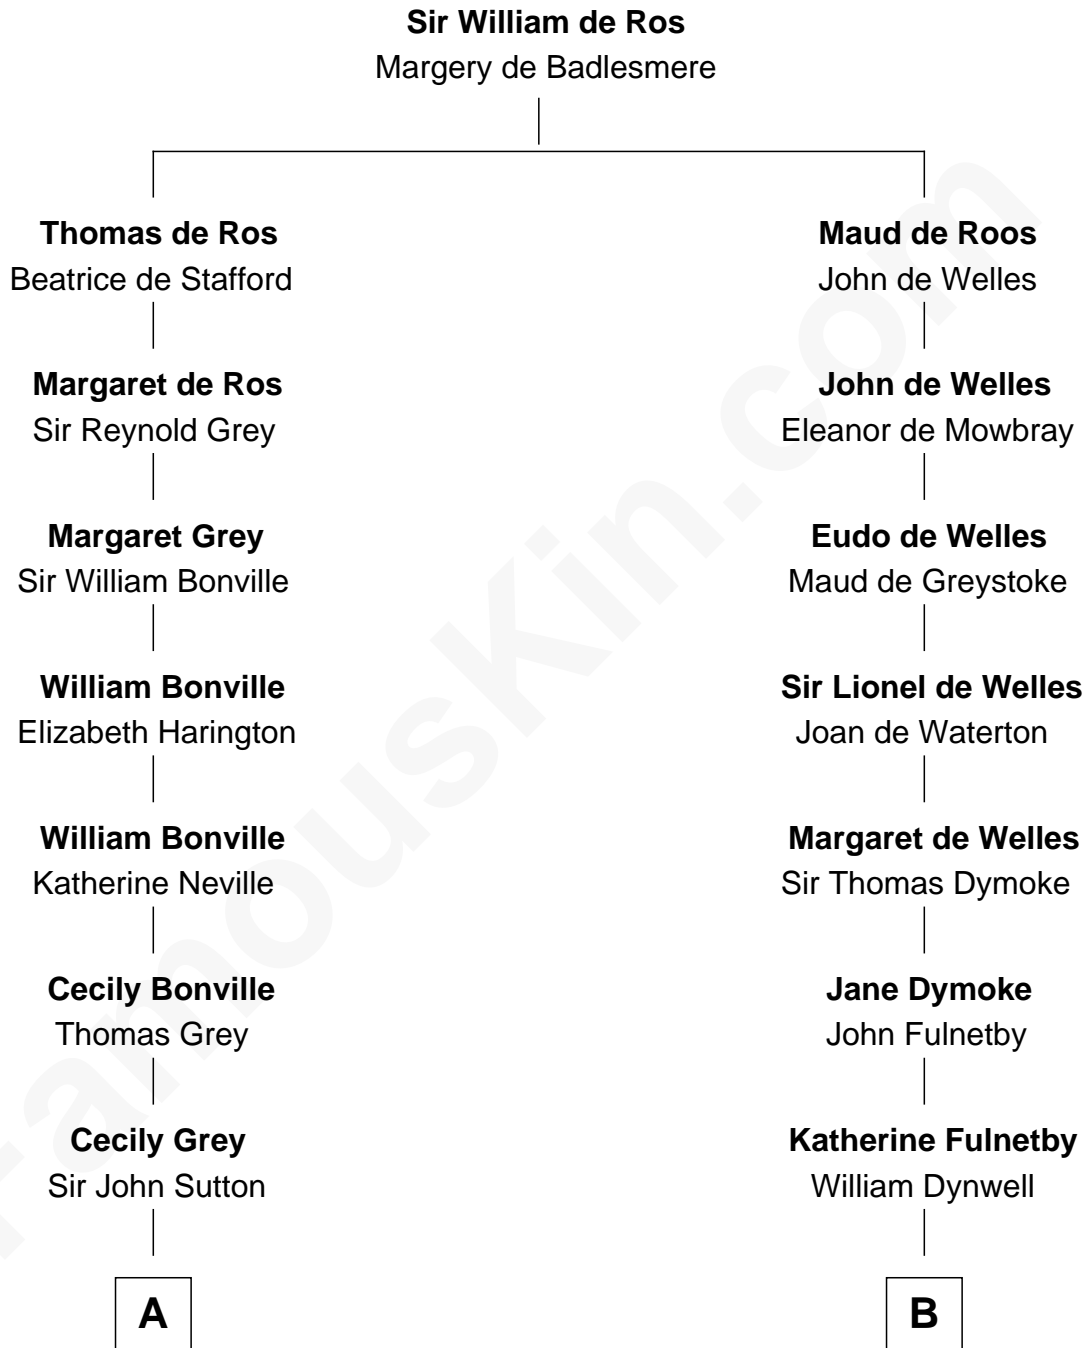 Sir William de Ros
Margery de Badlesmere
Thomas de Ros
Beatrice de Stafford
Maud de Roos
John de Welles
Margaret de Ros
Sir Reynold Grey
John de Welles
Eleanor de Mowbray
Margaret Grey
Sir William Bonville
Eudo de Welles
Maud de Greystoke
William Bonville
Elizabeth Harington
Sir Lionel de Welles
Joan de Waterton
William Bonville
Katherine Neville
Margaret de Welles
Sir Thomas Dymoke
Cecily Bonville
Thomas Grey
Jane Dymoke
John Fulnetby
Cecily Grey
Sir John Sutton
Katherine Fulnetby
William Dynwell
A
B
FamousKin.com